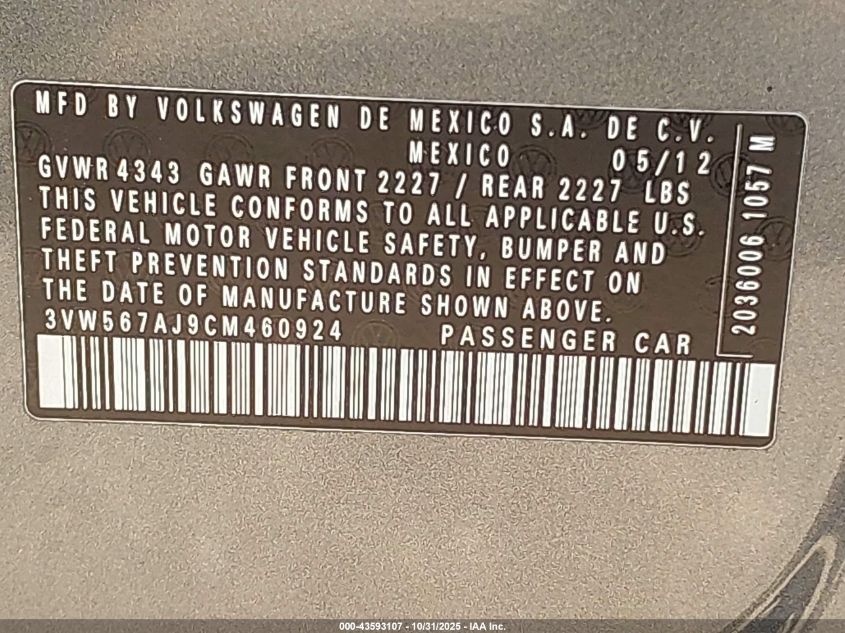 MFD BY VOLKSWAGEN DE MEXICO S.A. DE C.V.
MEXICO 05/12
GVWR 4343 GAWR FRONT 2227 / REAR 2227 LBS
THIS VEHICLE CONFORMS TO ALL APPLICABLE U.S.
FEDERAL MOTOR VEHICLE SAFETY, BUMPER AND
THEFT PREVENTION STANDARDS IN EFFECT ON
THE DATE OF MANUFACTURE SHOWN ABOVE.
3VW567AJ9CM460924 PASSENGER CAR
2036006 1057 M
000-43593107 - 10/31/2025 - IAA Inc.